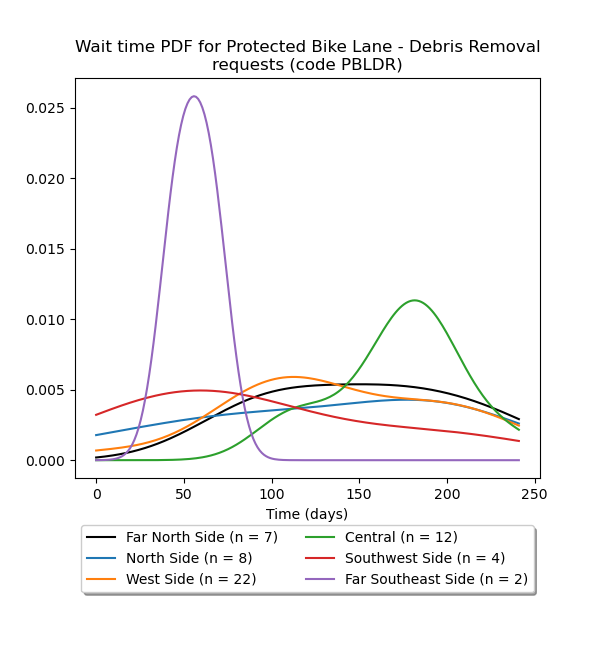 Wait time PDF for Protected Bike Lane - Debris Removal
requests (code PBLDR)
0.025
0.020
0.015
0.010
0.005
0.000
0 50 100 150 200 250
Time (days)
Far North Side (n = 7) Central (n = 12)
North Side (n = 8) Southwest Side (n = 4)
West Side (n = 22) Far Southeast Side (n = 2)